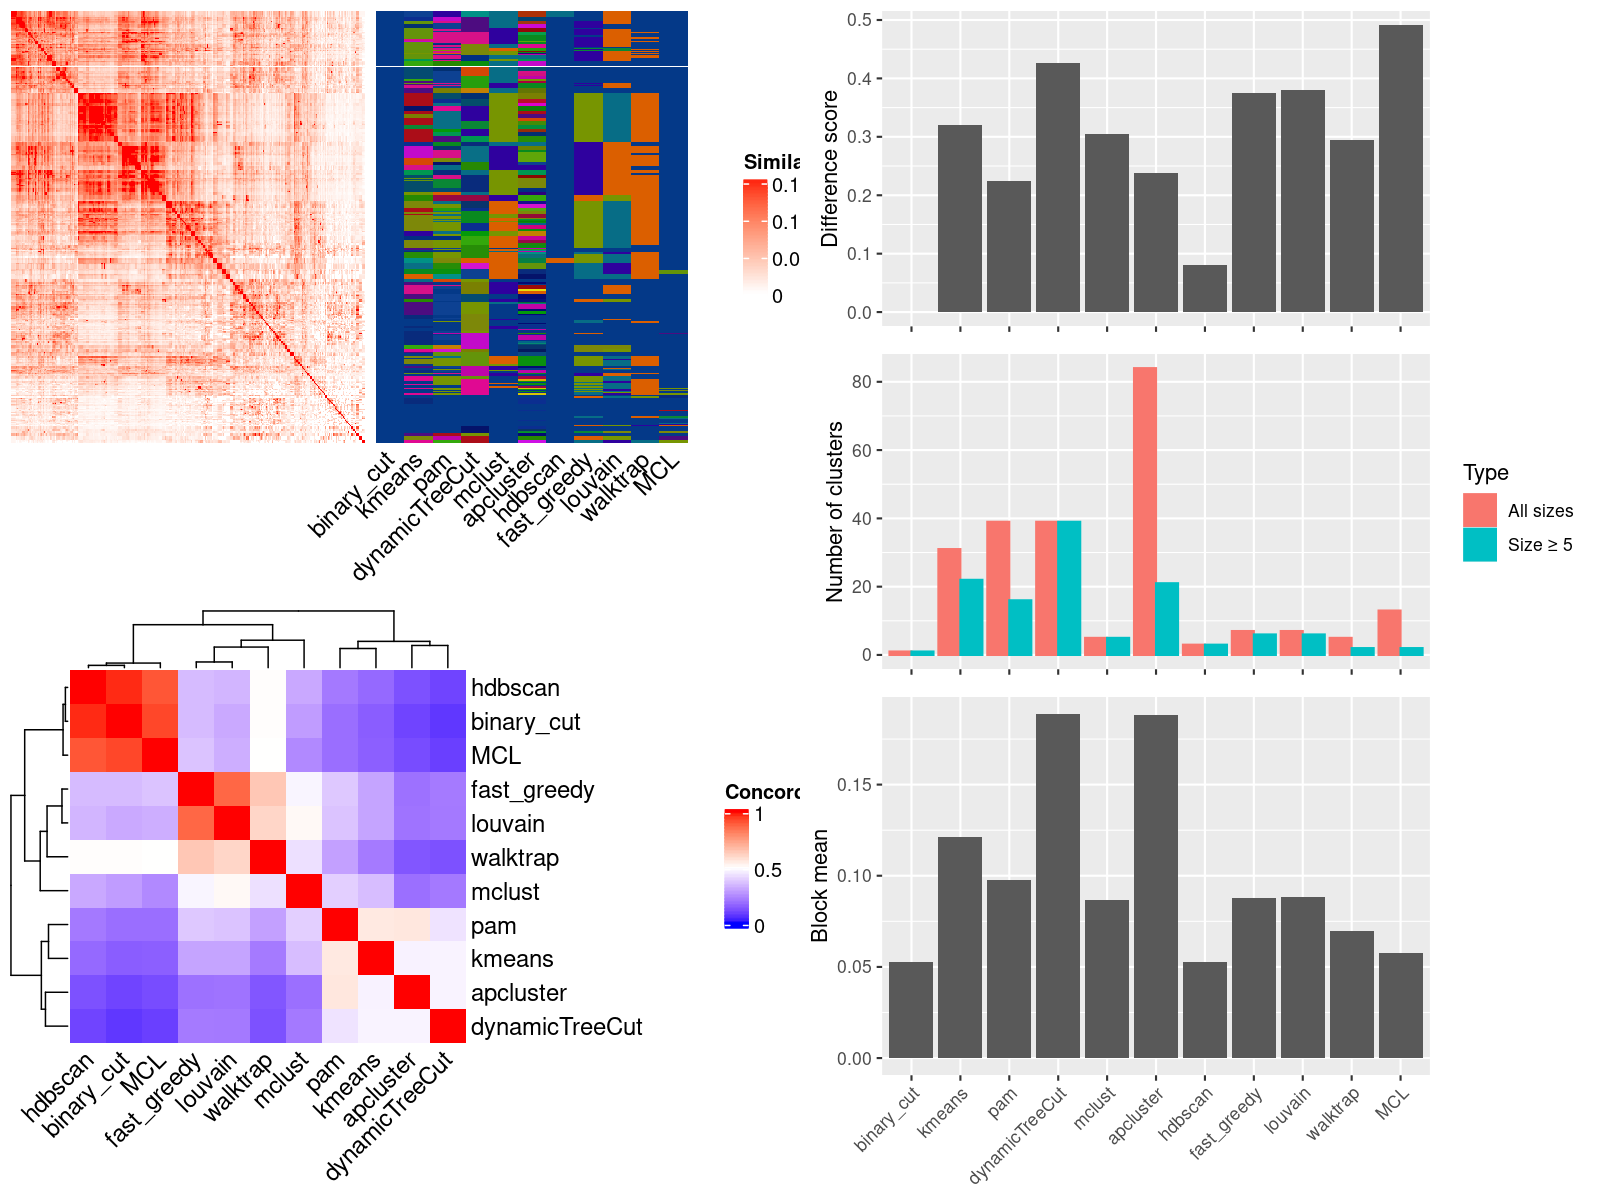 Simila
0.1
0.1
0.0
0
binary_cut
kmeans
pam
dynamicTreeCut
mclust
apcluster
hdbscan
fast_greedy
louvain
walktrap
MCL
hdbscan
binary_cut
MCL
fast_greedy
louvain
walktrap
mclust
pam
kmeans
apcluster
dynamicTreeCut
hdbscan
binary_cut
MCL
fast_greedy
louvain
walktrap
mclust
pam
kmeans
apcluster
dynamicTreeCut
Concord
1
0.5
0
Difference score
0.5
0.4
0.3
0.2
0.1
0.0
Number of clusters
80
60
40
20
0
Type
All sizes
Size ≥ 5
Block mean
0.15
0.10
0.05
0.00
binary_cut
kmeans
pam
dynamicTreeCut
mclust
apcluster
hdbscan
fast_greedy
louvain
walktrap
MCL